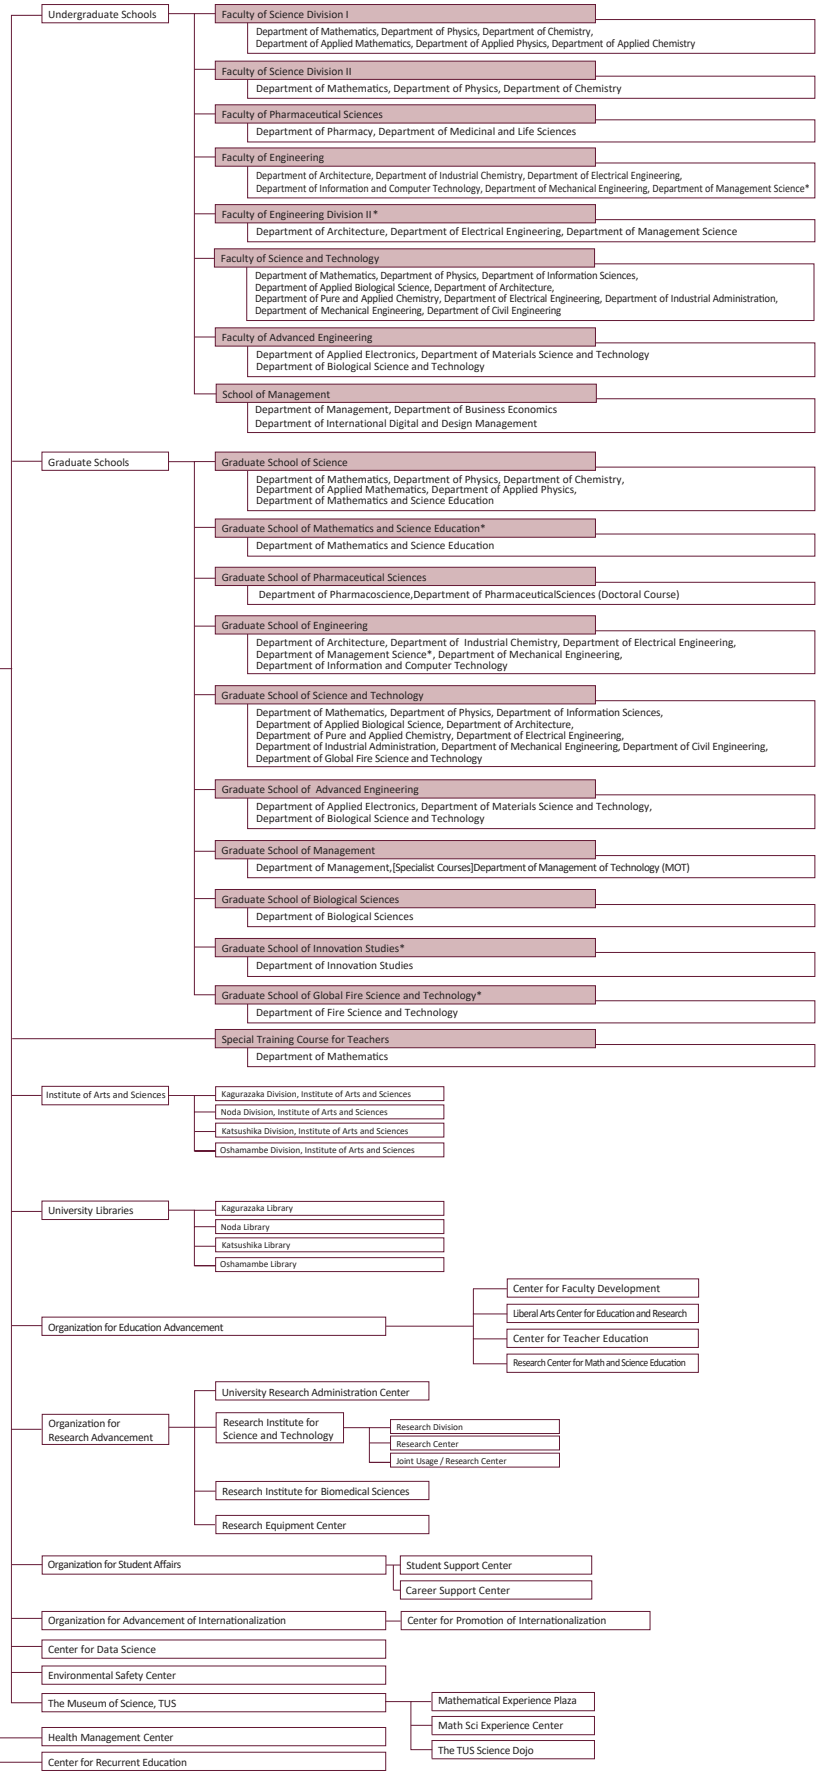 Undergraduate Schools
Faculty of Science Division I
Department of Mathematics, Department of Physics, Department of Chemistry,
Department of Applied Mathematics, Department of Applied Physics, Department of Applied Chemistry
Faculty of Science Division II
Department of Mathematics, Department of Physics, Department of Chemistry
Faculty of Pharmaceutical Sciences
Department of Pharmacy, Department of Medicinal and Life Sciences
Faculty of Engineering
Department of Architecture, Department of Industrial Chemistry, Department of Electrical Engineering,
Department of Information and Computer Technology, Department of Mechanical Engineering, Department of Management Science*
Faculty of Engineering Division II*
Department of Architecture, Department of Electrical Engineering, Department of Management Science
Faculty of Science and Technology
Department of Mathematics, Department of Physics, Department of Information Sciences,
Department of Applied Biological Science, Department of Architecture,
Department of Pure and Applied Chemistry, Department of Electrical Engineering, Department of Industrial Administration,
Department of Mechanical Engineering, Department of Civil Engineering
Faculty of Advanced Engineering
Department of Applied Electronics, Department of Materials Science and Technology
Department of Biological Science and Technology
School of Management
Department of Management, Department of Business Economics
Department of International Digital and Design Management
Graduate Schools
Graduate School of Science
Department of Mathematics, Department of Physics, Department of Chemistry,
Department of Applied Mathematics, Department of Applied Physics,
Department of Mathematics and Science Education
Graduate School of Mathematics and Science Education*
Department of Mathematics and Science Education
Graduate School of Pharmaceutical Sciences
Department of Pharmacoscience,Department of PharmaceuticalSciences (Doctoral Course)
Graduate School of Engineering
Department of Architecture, Department of Industrial Chemistry, Department of Electrical Engineering,
Department of Management Science*, Department of Mechanical Engineering,
Department of Information and Computer Technology
Graduate School of Science and Technology
Department of Mathematics, Department of Physics, Department of Information Sciences,
Department of Applied Biological Science, Department of Architecture,
Department of Pure and Applied Chemistry, Department of Electrical Engineering,
Department of Industrial Administration, Department of Mechanical Engineering, Department of Civil Engineering,
Department of Global Fire Science and Technology
Graduate School of Advanced Engineering
Department of Applied Electronics, Department of Materials Science and Technology,
Department of Biological Science and Technology
Graduate School of Management
Department of Management,[Specialist Courses]Department of Management of Technology (MOT)
Graduate School of Biological Sciences
Department of Biological Sciences
Graduate School of Innovation Studies*
Department of Innovation Studies
Graduate School of Global Fire Science and Technology*
Department of Fire Science and Technology
Special Training Course for Teachers
Department of Mathematics
Institute of Arts and Sciences
Kagurazaka Division, Institute of Arts and Sciences
Noda Division, Institute of Arts and Sciences
Katsushika Division, Institute of Arts and Sciences
Oshamambe Division, Institute of Arts and Sciences
University Libraries
Kagurazaka Library
Noda Library
Katsushika Library
Oshamambe Library
Organization for Education Advancement
Center for Faculty Development
Liberal Arts Center for Education and Research
Center for Teacher Education
Research Center for Math and Science Education
Organization for
Research Advancement
University Research Administration Center
Research Institute for
Science and Technology
Research Division
Research Center
Joint Usage / Research Center
Research Institute for Biomedical Sciences
Research Equipment Center
Organization for Student Affairs
Student Support Center
Career Support Center
Organization for Advancement of Internationalization
Center for Promotion of Internationalization
Center for Data Science
Environmental Safety Center
The Museum of Science, TUS
Mathematical Experience Plaza
Math Sci Experience Center
The TUS Science Dojo
Health Management Center
Center for Recurrent Education